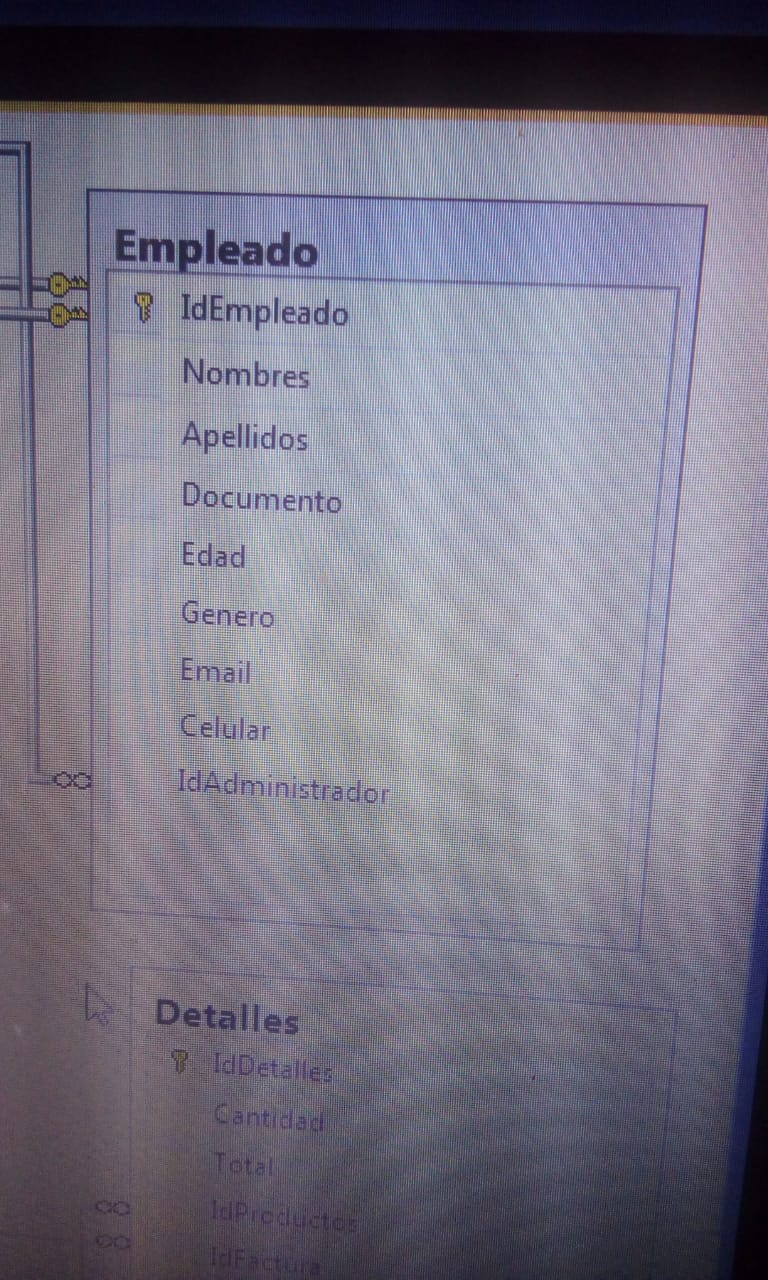 Empleado
IdEmpleado
Nombres
Apellidos
Documento
Edad
Genero
Email
Celular
IdAdministrador
Detalles
IdDetalles
Cantidad
Total
IdProductos
IdFactura